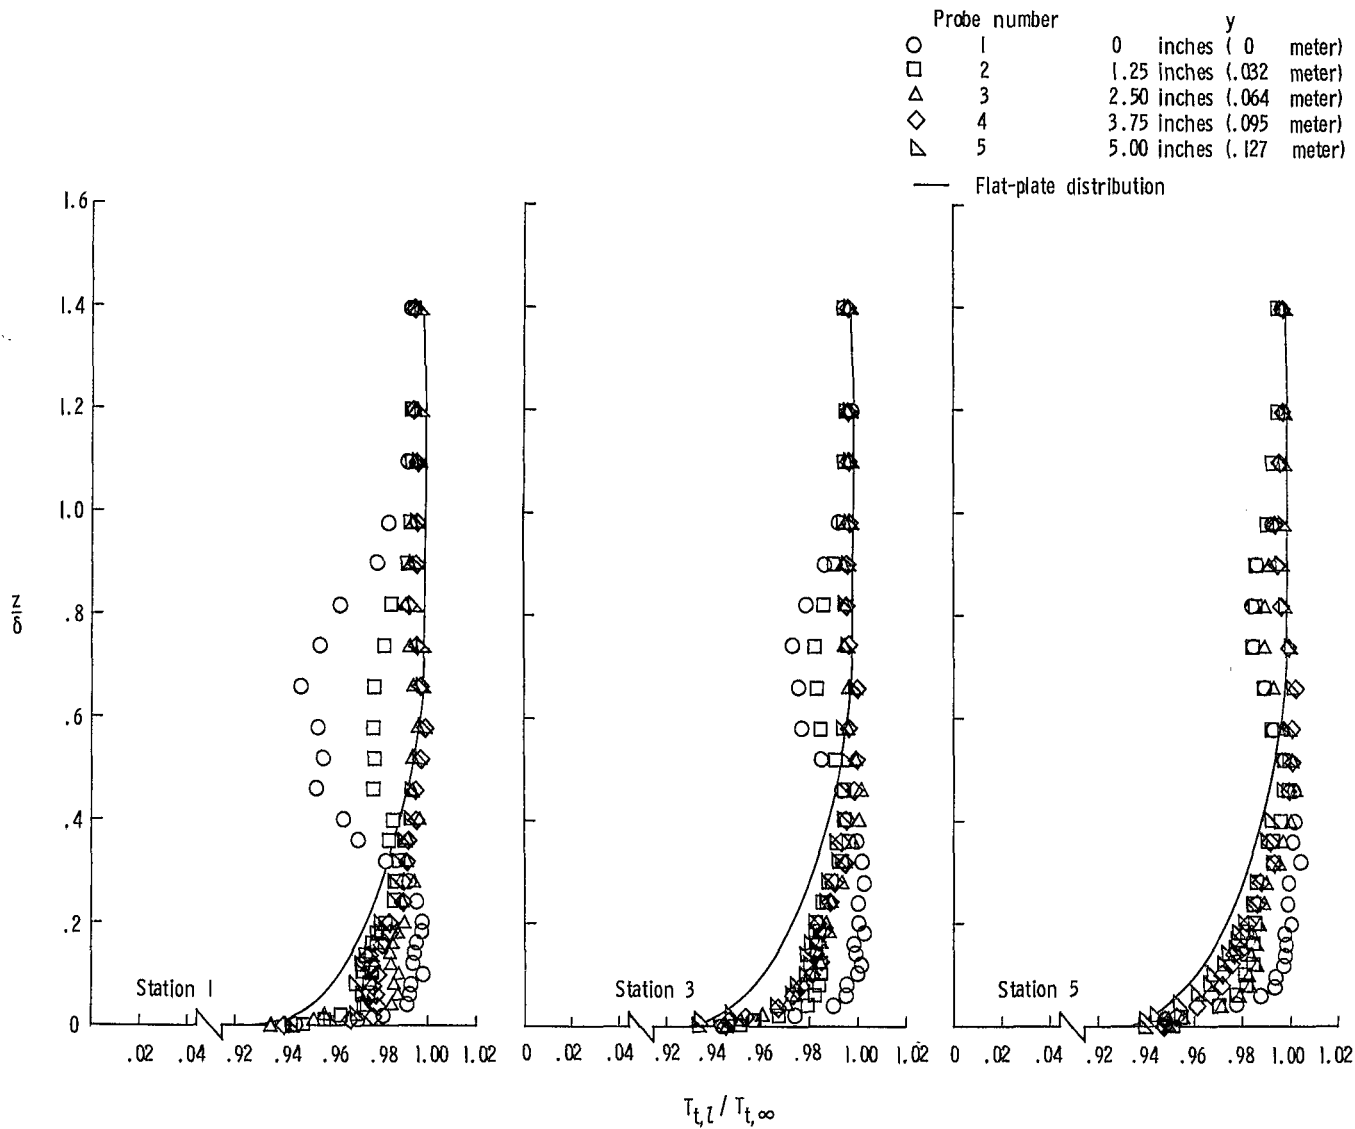 Probe number y
1 0 inches ( 0 meter)
2 1.25 inches (.032 meter)
3 2.50 inches (.064 meter)
4 3.75 inches (.095 meter)
5 5.00 inches (.127 meter)
Flat-plate distribution
1.6
1.4
1.2
1.0
.8
.6
.4
.2
0
z/δ
Station 1
Station 3
Station 5
.02 .04 .92 .94 .96 .98 1.00 1.02
0 .02 .04 .92 .94 .96 .98 1.00 1.02
0 .02 .04 .92 .94 .96 .98 1.00 1.02
T_{t,l} / T_{t,∞}